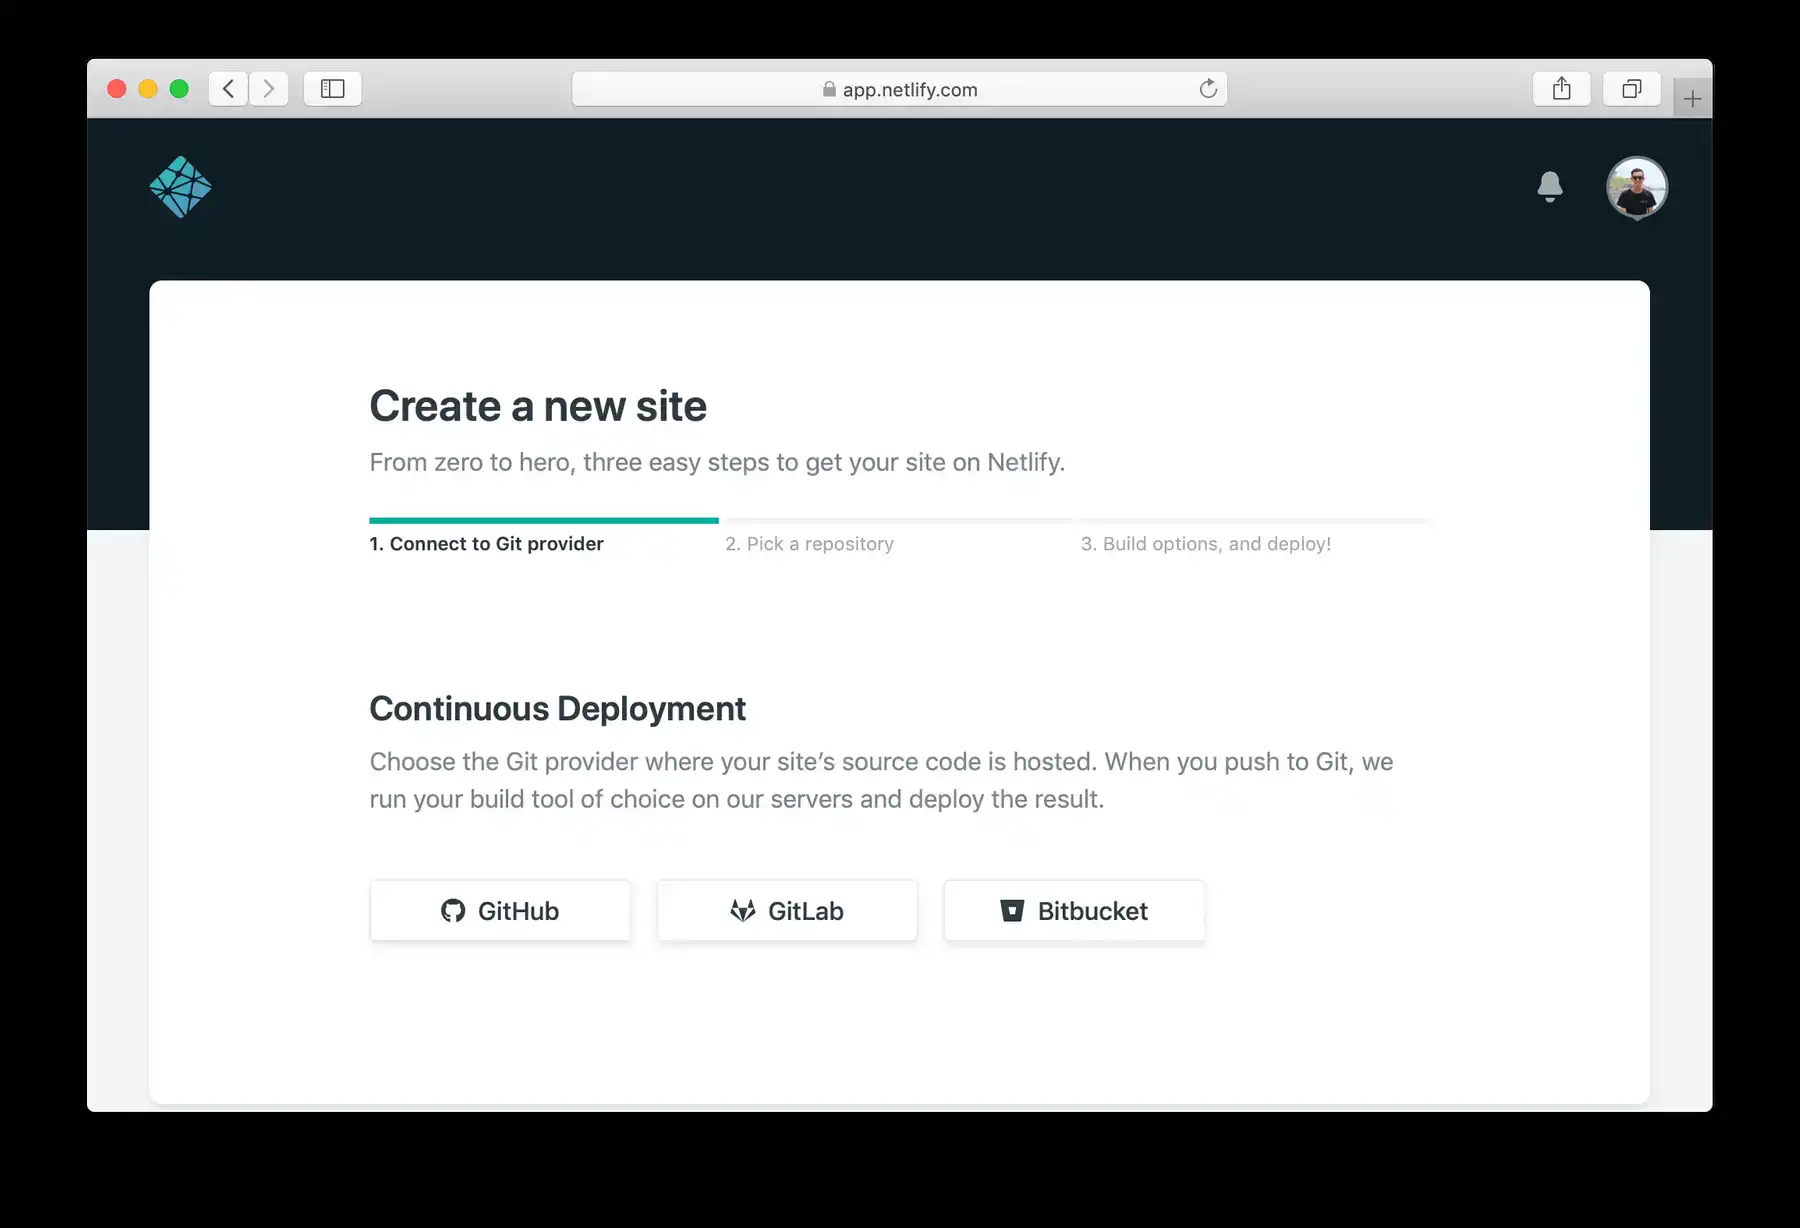 app.netlify.com
Create a new site
From zero to hero, three easy steps to get your site on Netlify.
1. Connect to Git provider
2. Pick a repository
3. Build options, and deploy!
Continuous Deployment
Choose the Git provider where your site’s source code is hosted. When you push to Git, we
run your build tool of choice on our servers and deploy the result.
GitHub
GitLab
Bitbucket